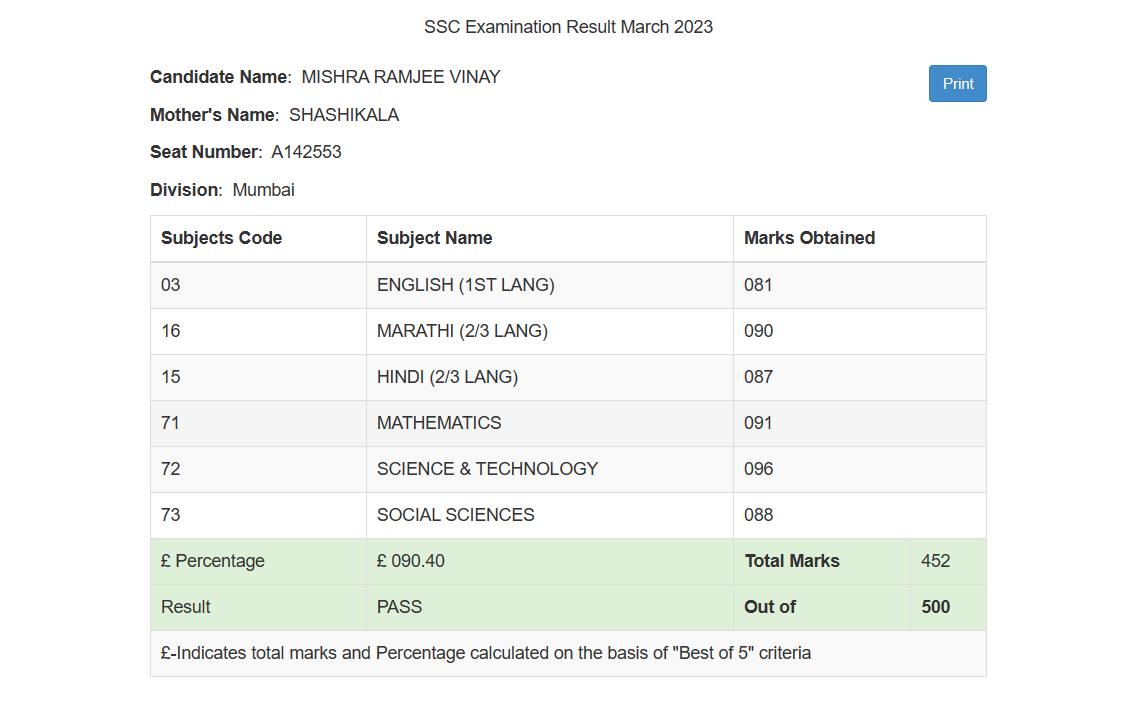 SSC Examination Result March 2023
Candidate Name: MISHRA RAMJEE VINAY
Print
Mother's Name: SHASHIKALA
Seat Number: A142553
Division: Mumbai
Subjects Code Subject Name Marks Obtained
03 ENGLISH (1ST LANG) 081
16 MARATHI (2/3 LANG) 090
15 HINDI (2/3 LANG) 087
71 MATHEMATICS 091
72 SCIENCE & TECHNOLOGY 096
73 SOCIAL SCIENCES 088
£ Percentage £ 090.40 Total Marks 452
Result PASS Out of 500
£-Indicates total marks and Percentage calculated on the basis of "Best of 5" criteria